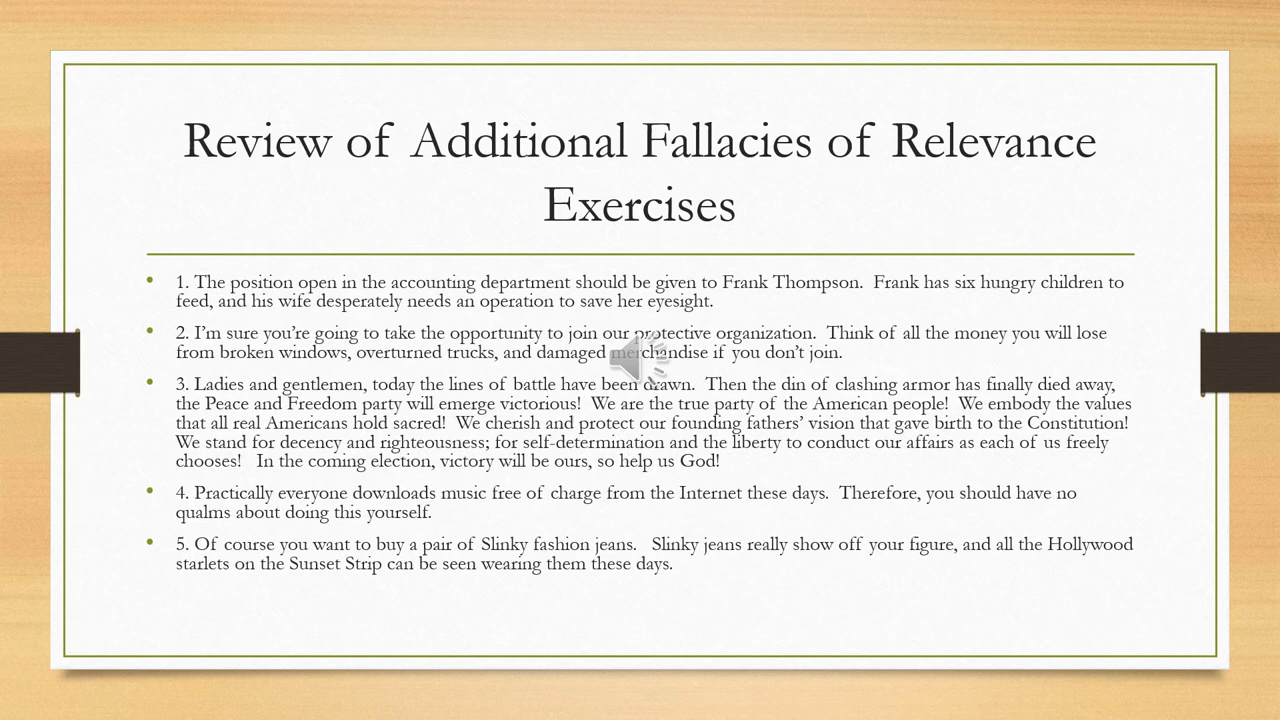 Review of Additional Fallacies of Relevance
Exercises
• 1. The position open in the accounting department should be given to Frank Thompson.  Frank has six hungry children to
feed, and his wife desperately needs an operation to save her eyesight.
• 2. I’m sure you’re going to take the opportunity to join our protective organization.  Think of all the money you will lose
from broken windows, overturned trucks, and damaged merchandise if you don’t join.
• 3. Ladies and gentlemen, today the lines of battle have been drawn.  Then the din of clashing armor has finally died away,
the Peace and Freedom party will emerge victorious!  We are the true party of the American people!  We embody the values
that all real Americans hold sacred!  We cherish and protect our founding fathers’ vision that gave birth to the Constitution!
We stand for decency and righteousness; for self-determination and the liberty to conduct our affairs as each of us freely
chooses!   In the coming election, victory will be ours, so help us God!
• 4. Practically everyone downloads music free of charge from the Internet these days.  Therefore, you should have no
qualms about doing this yourself.
• 5. Of course you want to buy a pair of Slinky fashion jeans.   Slinky jeans really show off your figure, and all the Hollywood
starlets on the Sunset Strip can be seen wearing them these days.